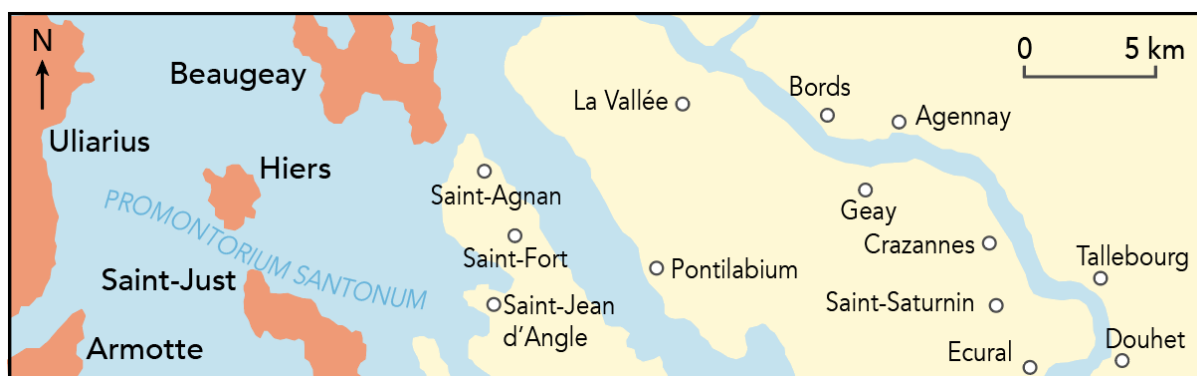 N
0 5 km
Beaugeay
Bords
La Vallée
Agennay
Uliarius
Hiers
Saint-Agnan
PROMONTORIUM SANTONUM
Geay
Crazannes
Saint-Fort
Tallebourg
Pontilabium
Saint-Just
Saint-Saturnin
Saint-Jean
d'Angle
Armotte
Ecural
Douhet